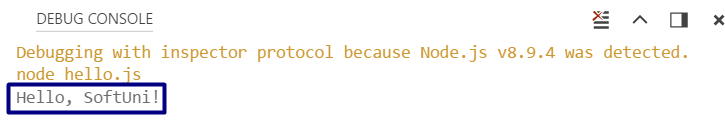 DEBUG CONSOLE
Debugging with inspector protocol because Node.js v8.9.4 was detected.
node hello.js
Hello, SoftUni!